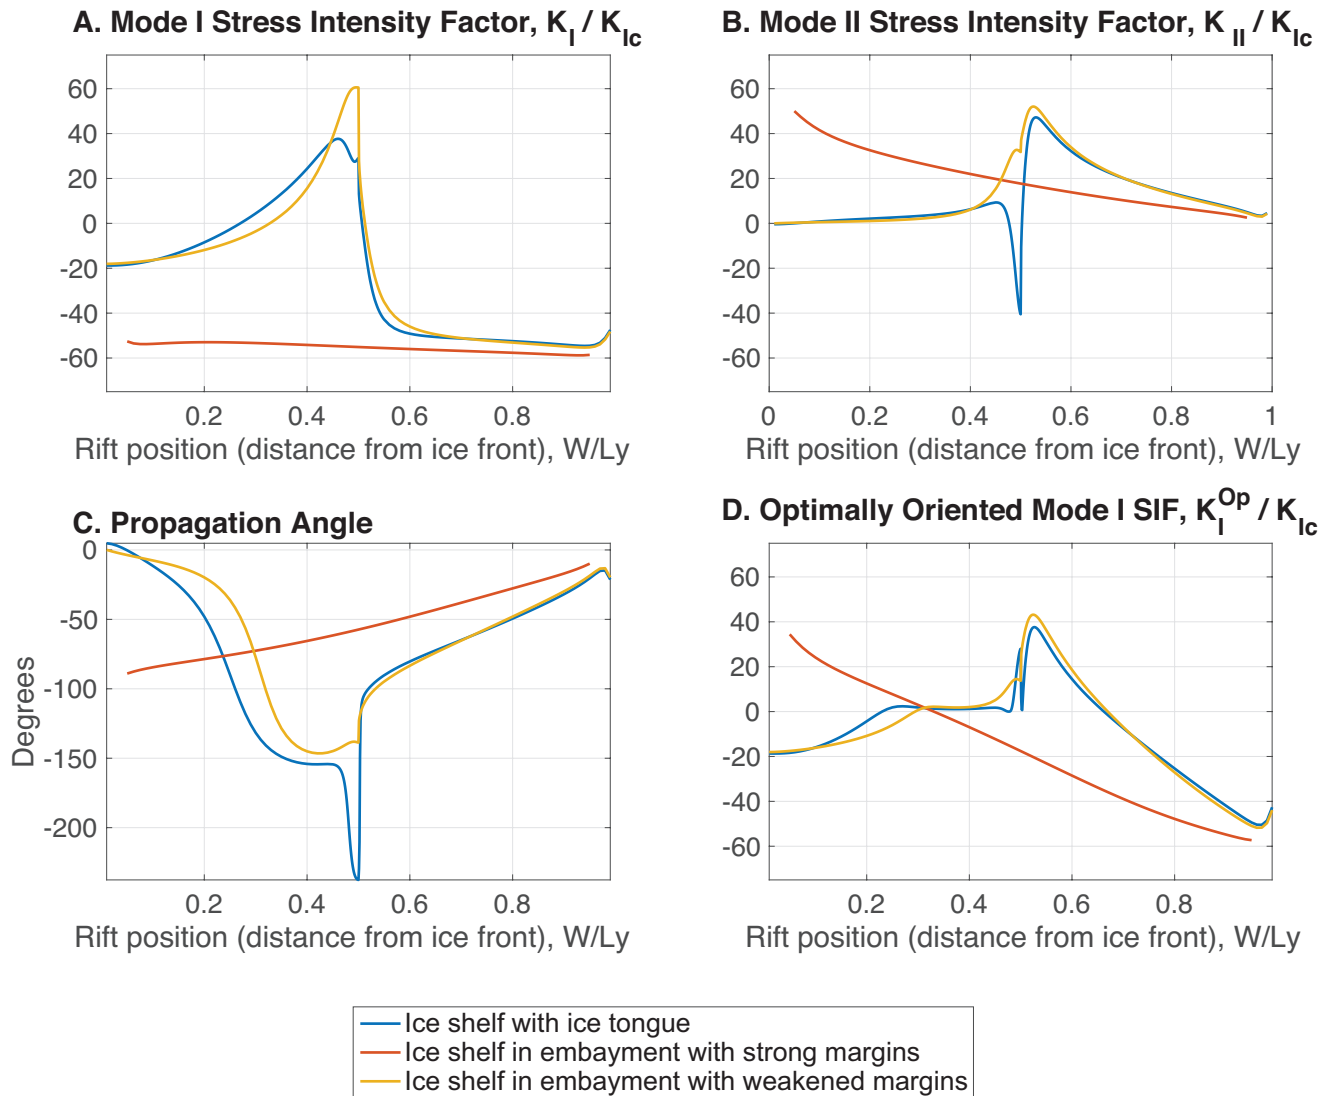 A. Mode I Stress Intensity Factor, K_I / K_Ic
60
40
20
0
-20
-40
-60
0.2 0.4 0.6 0.8
Rift position (distance from ice front), W/Ly
B. Mode II Stress Intensity Factor, K_II / K_Ic
60
40
20
0
-20
-40
-60
0 0.2 0.4 0.6 0.8 1
Rift position (distance from ice front), W/Ly
C. Propagation Angle
Degrees
0
-50
-100
-150
-200
0.2 0.4 0.6 0.8
Rift position (distance from ice front), W/Ly
D. Optimally Oriented Mode I SIF, K_I^Op / K_Ic
60
40
20
0
-20
-40
-60
0.2 0.4 0.6 0.8
Rift position (distance from ice front), W/Ly
Ice shelf with ice tongue
Ice shelf in embayment with strong margins
Ice shelf in embayment with weakened margins